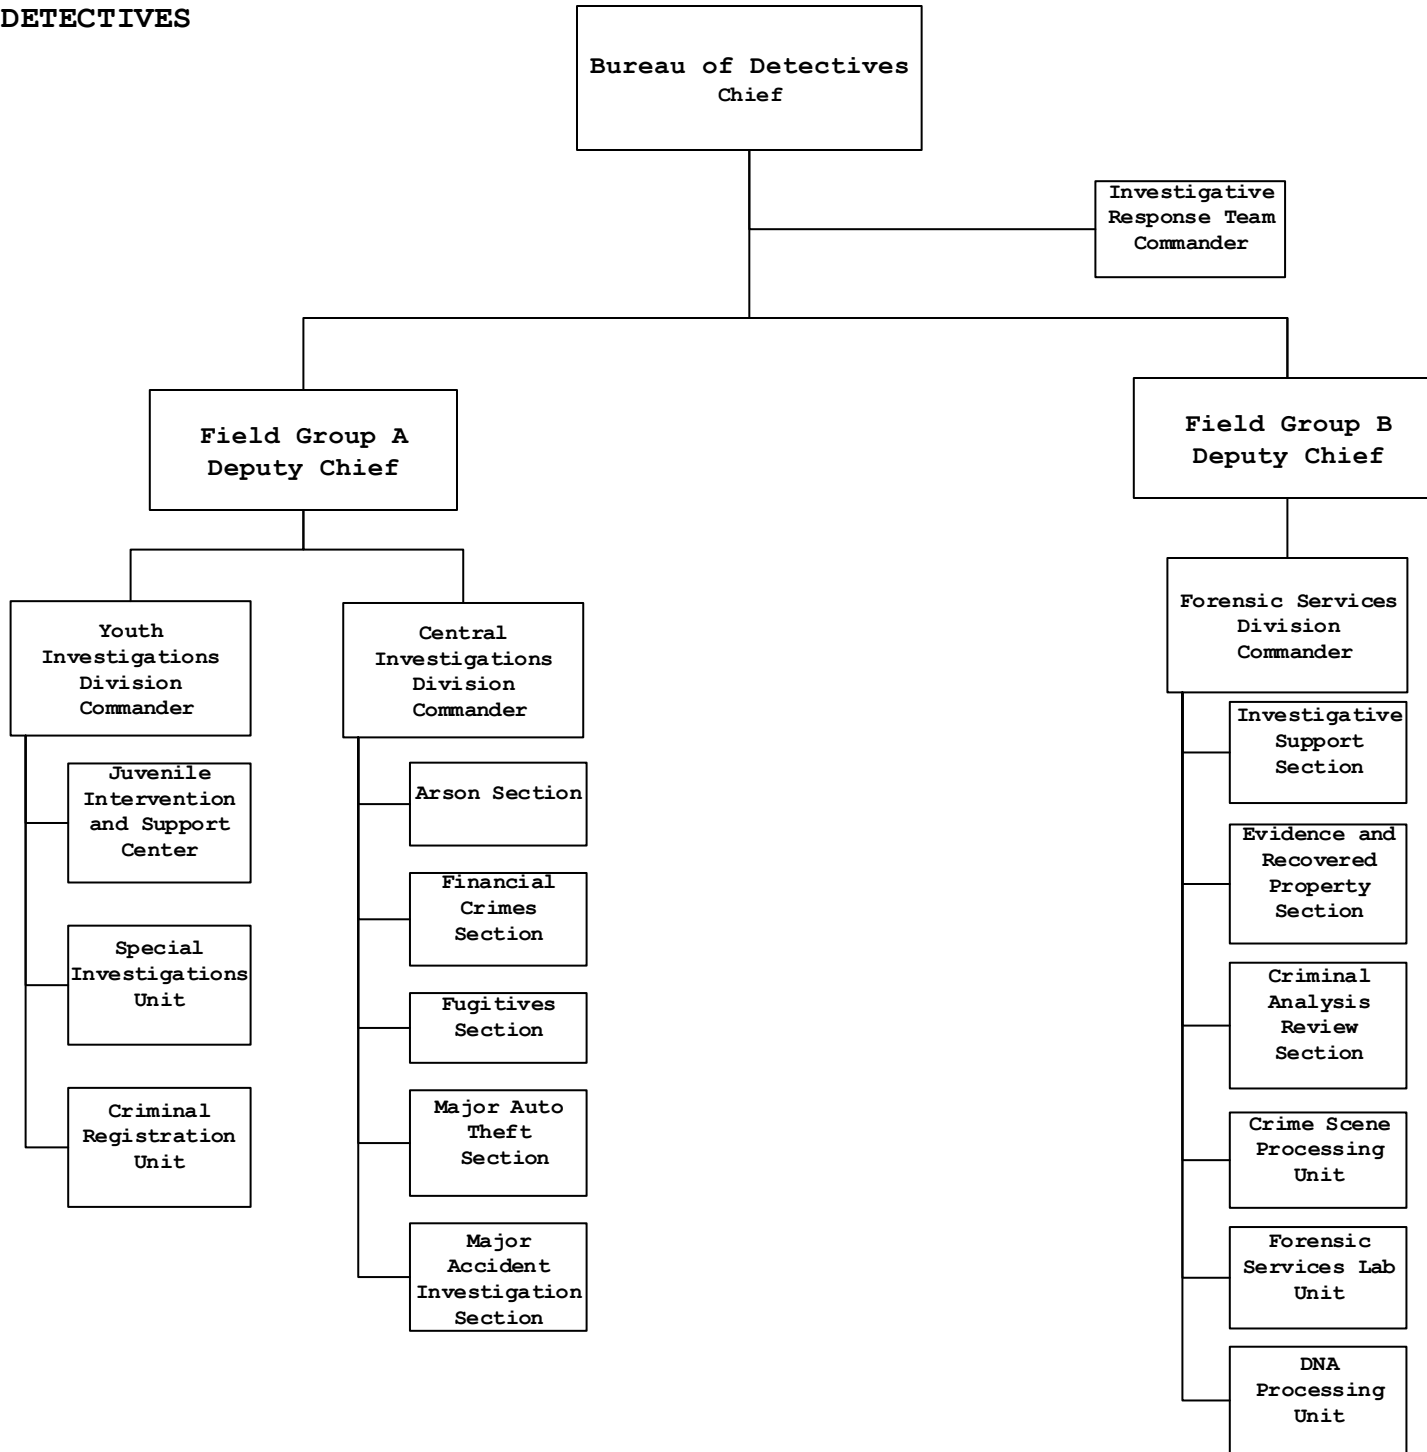 DETECTIVES
Bureau of Detectives
Chief
Investigative
Response Team
Commander
Field Group A
Deputy Chief
Field Group B
Deputy Chief
Youth
Investigations
Division
Commander
Juvenile
Intervention
and Support
Center
Special
Investigations
Unit
Criminal
Registration
Unit
Central
Investigations
Division
Commander
Arson Section
Financial
Crimes
Section
Fugitives
Section
Major Auto
Theft
Section
Major
Accident
Investigation
Section
Forensic Services
Division
Commander
Investigative
Support
Section
Evidence and
Recovered
Property
Section
Criminal
Analysis
Review
Section
Crime Scene
Processing
Unit
Forensic
Services Lab
Unit
DNA
Processing
Unit